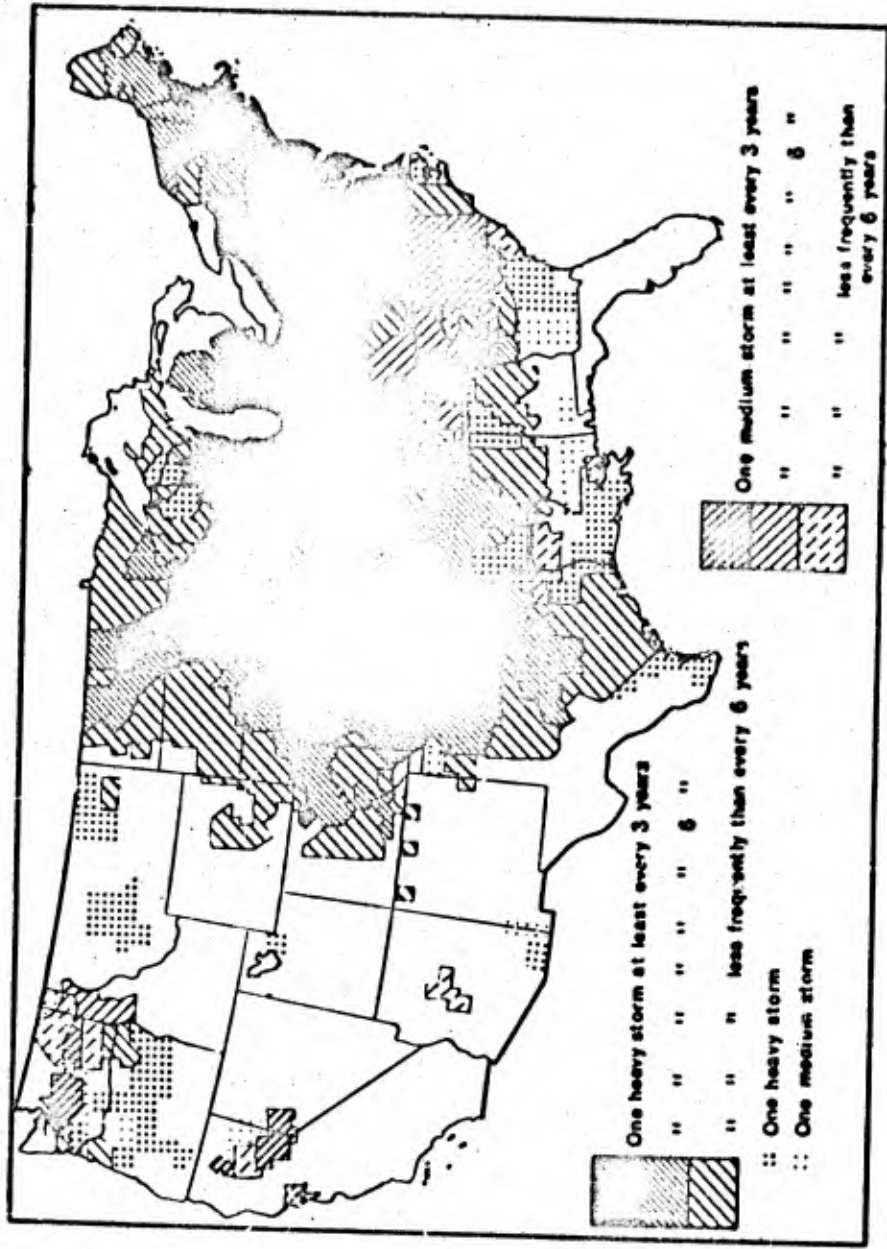 One heavy storm at least every 3 years
" " " " " " 6 "
" " " less frequently than every 6 years
One heavy storm
One medium storm
One medium storm at least every 3 years
" " " " " " 6 "
" " " less frequently than
every 6 years